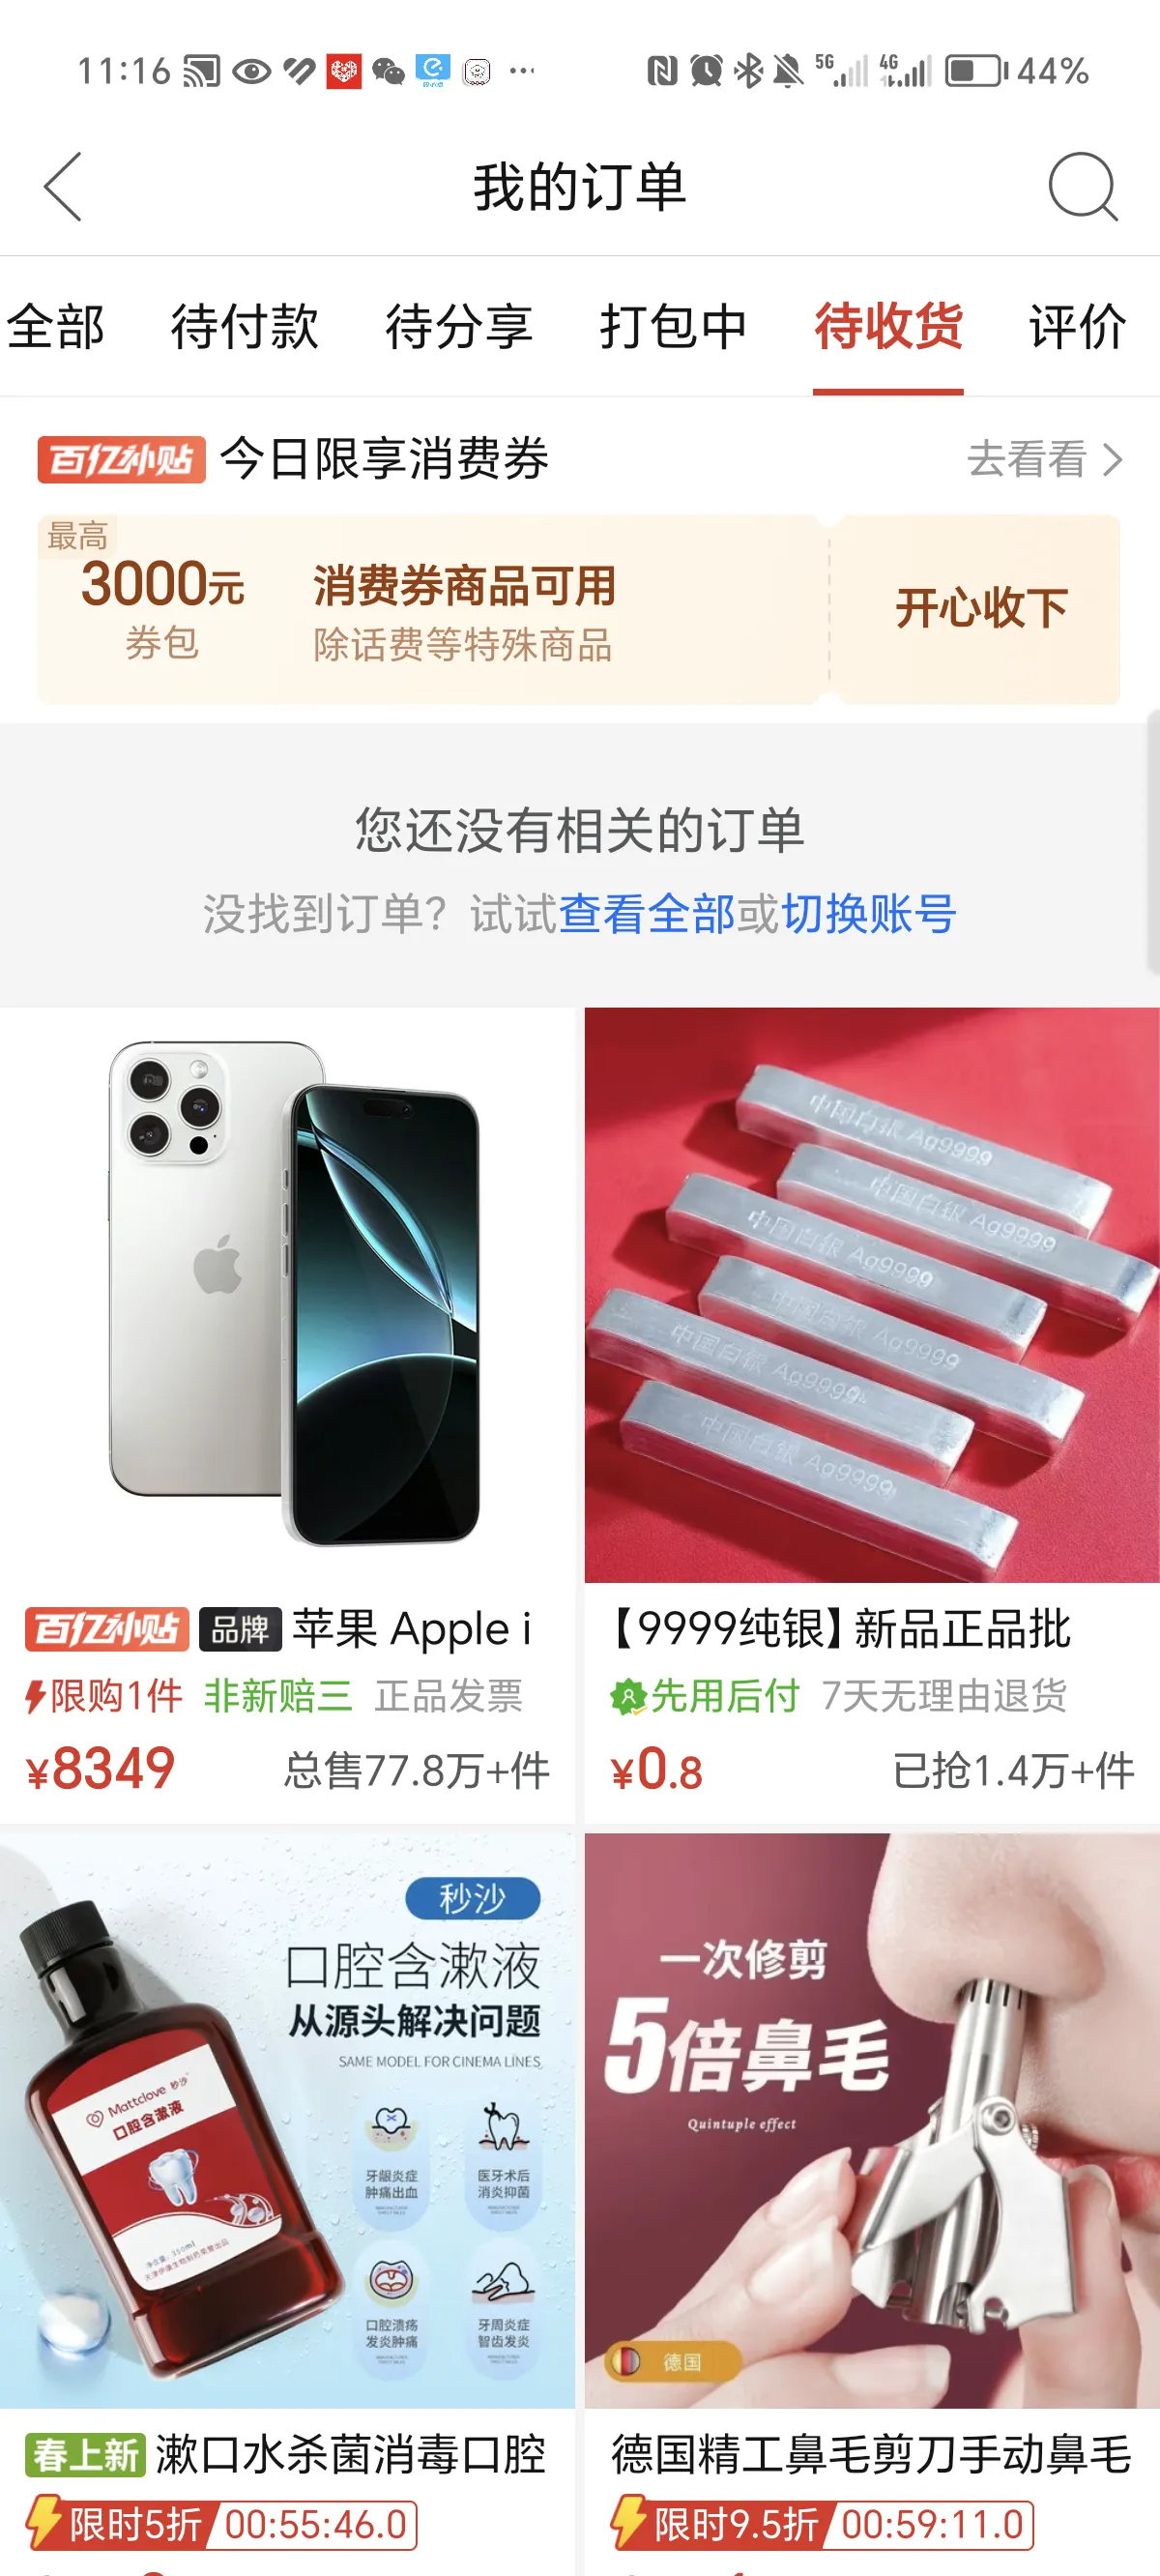 11:16
5G 4G 44%
我的订单
全部 待付款 待分享 打包中 待收货 评价
百亿补贴 今日限享消费券 去看看
最高
3000元 消费券商品可用
券包 除话费等特殊商品
开心收下
您还没有相关的订单
没找到订单？试试查看全部或切换账号
中国白银 Ag9999
中国白银 Ag9999
中国白银 Ag9999
中国白银 Ag9999
中国白银 Ag9999
中国白银 Ag9999
百亿补贴 品牌 苹果 Apple i
限购1件 非新赔三 正品发票
¥8349 总售77.8万+件
【9999纯银】新品正品批
先用后付 7天无理由退货
¥0.8 已抢1.4万+件
秒沙
口腔含漱液
从源头解决问题
SAME MODEL FOR CINEMA LINES
Mattclove 秒沙
口腔含漱液
牙龈炎症
肿痛出血
医牙术后
消炎抑菌
口腔溃疡
发炎肿痛
牙周炎症
智齿发炎
一次修剪
5倍鼻毛
Quintuple effect
德国
春上新 漱口水杀菌消毒口腔
限时5折 00:55:46.0
德国精工鼻毛剪刀手动鼻毛
限时9.5折 00:59:11.0